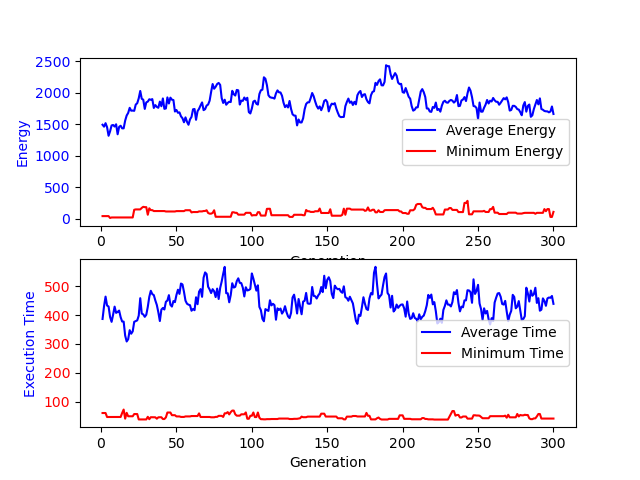 2500
2000
1500
1000
500
0
Energy
Average Energy
Minimum Energy
0 50 100 150 200 250 300
Generation
500
400
300
200
100
Execution Time
Average Time
Minimum Time
0 50 100 150 200 250 300
Generation